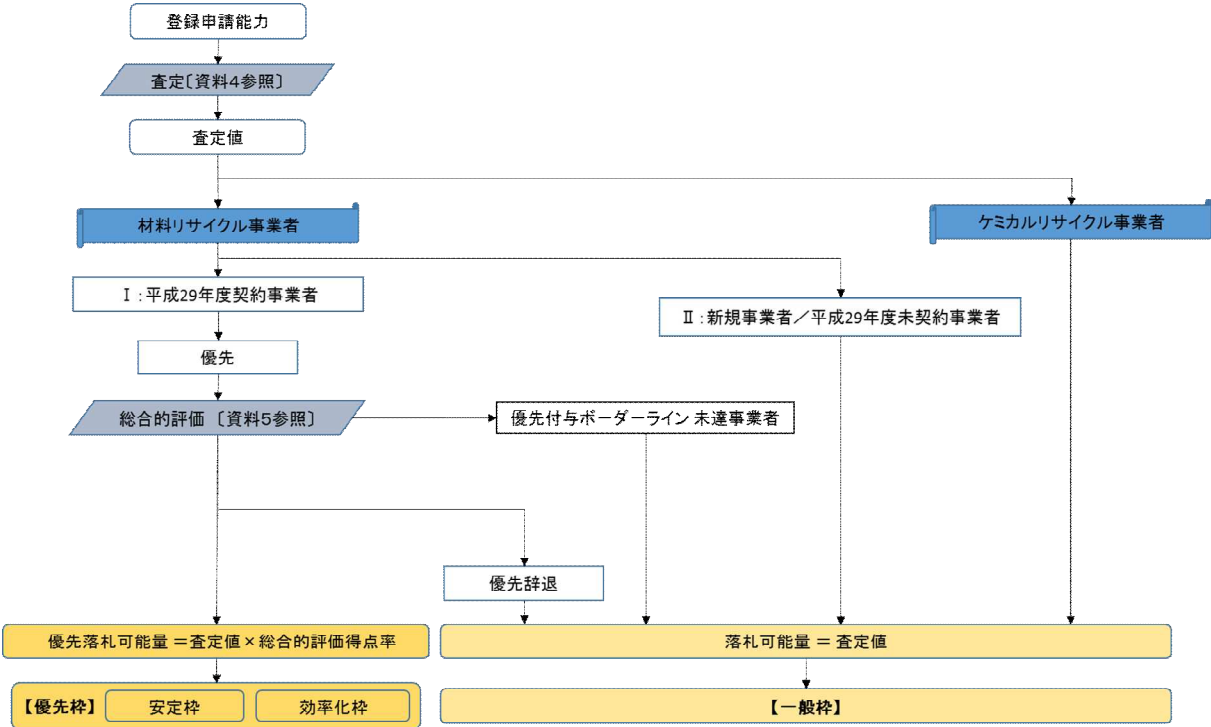 登録申請能力
査定〔資料4参照〕
査定値
材料リサイクル事業者
ケミカルリサイクル事業者
Ⅰ：平成29年度契約事業者
Ⅱ：新規事業者／平成29年度未契約事業者
優先
総合的評価 〔資料5参照〕
優先付与ボーダーライン 未達事業者
優先辞退
優先落札可能量 ＝査定値×総合的評価得点率
落札可能量 ＝ 査定値
【優先枠】 安定枠 効率化枠
【一般枠】